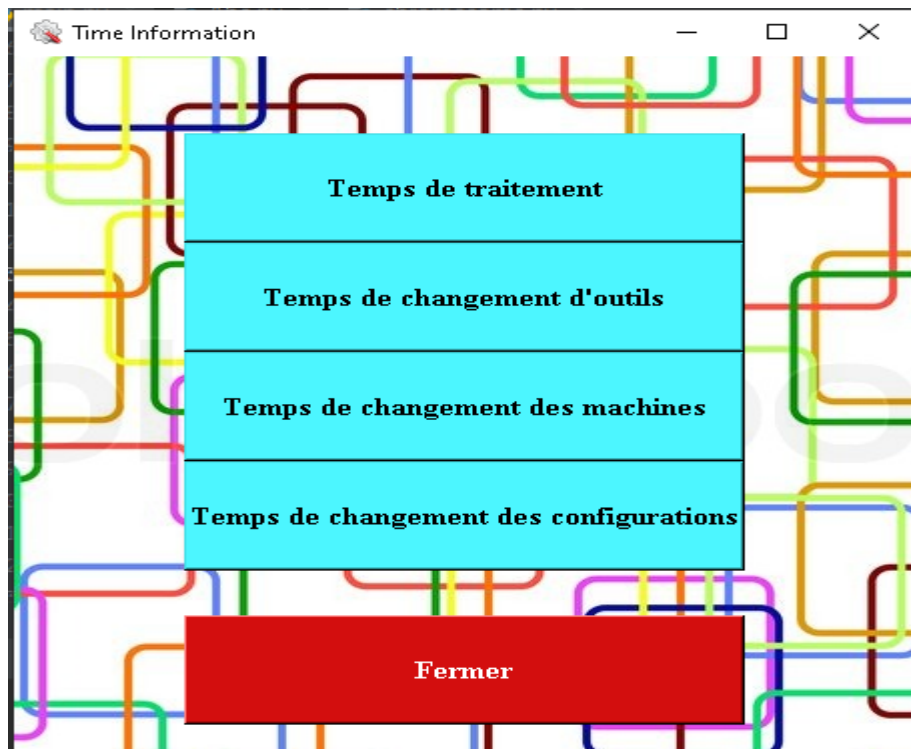 Time Information
Temps de traitement
Temps de changement d'outils
Temps de changement des machines
Temps de changement des configurations
Fermer